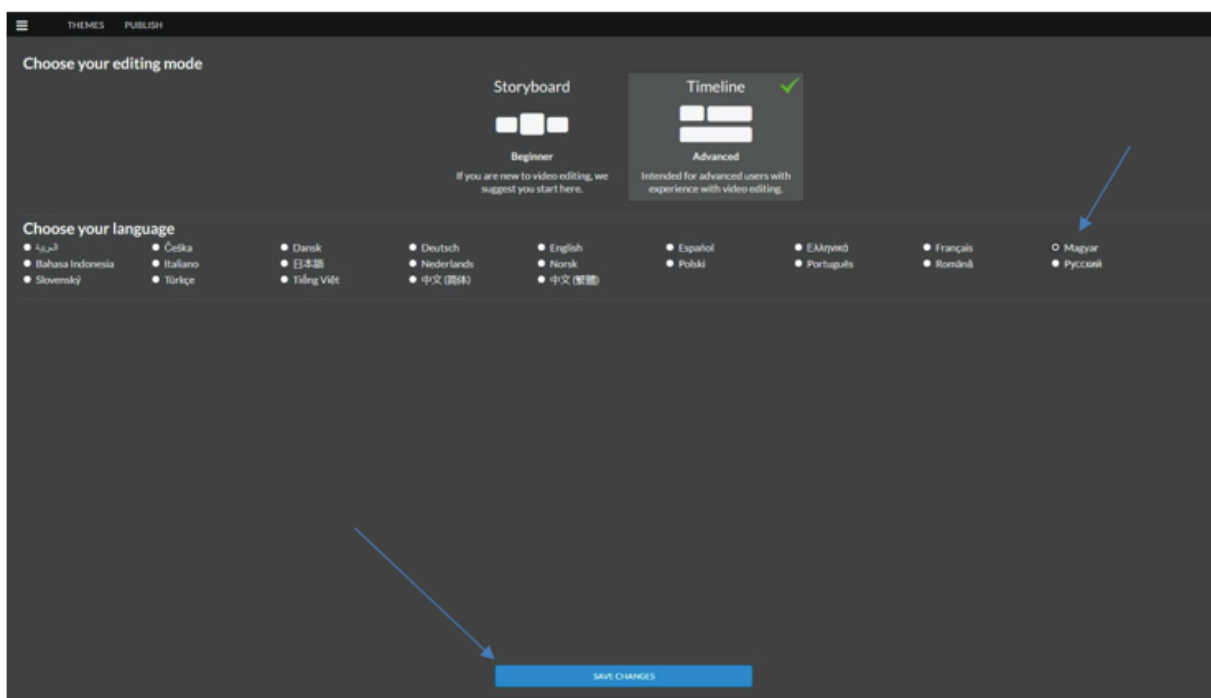 THEMES PUBLISH
Choose your editing mode
Storyboard
Beginner
If you are new to video editing, we
suggest you start here.
Timeline
Advanced
Intended for advanced users with
experience with video editing.
Choose your language
العربية Čeština Dansk Deutsch English Español Ελληνικά Français Magyar
Bahasa Indonesia Italiano 日本語 Nederlands Norsk Polski Português Română Русский
Slovenský Türkçe Tiếng Việt 中文 (简体) 中文 (繁體)
SAVE CHANGES